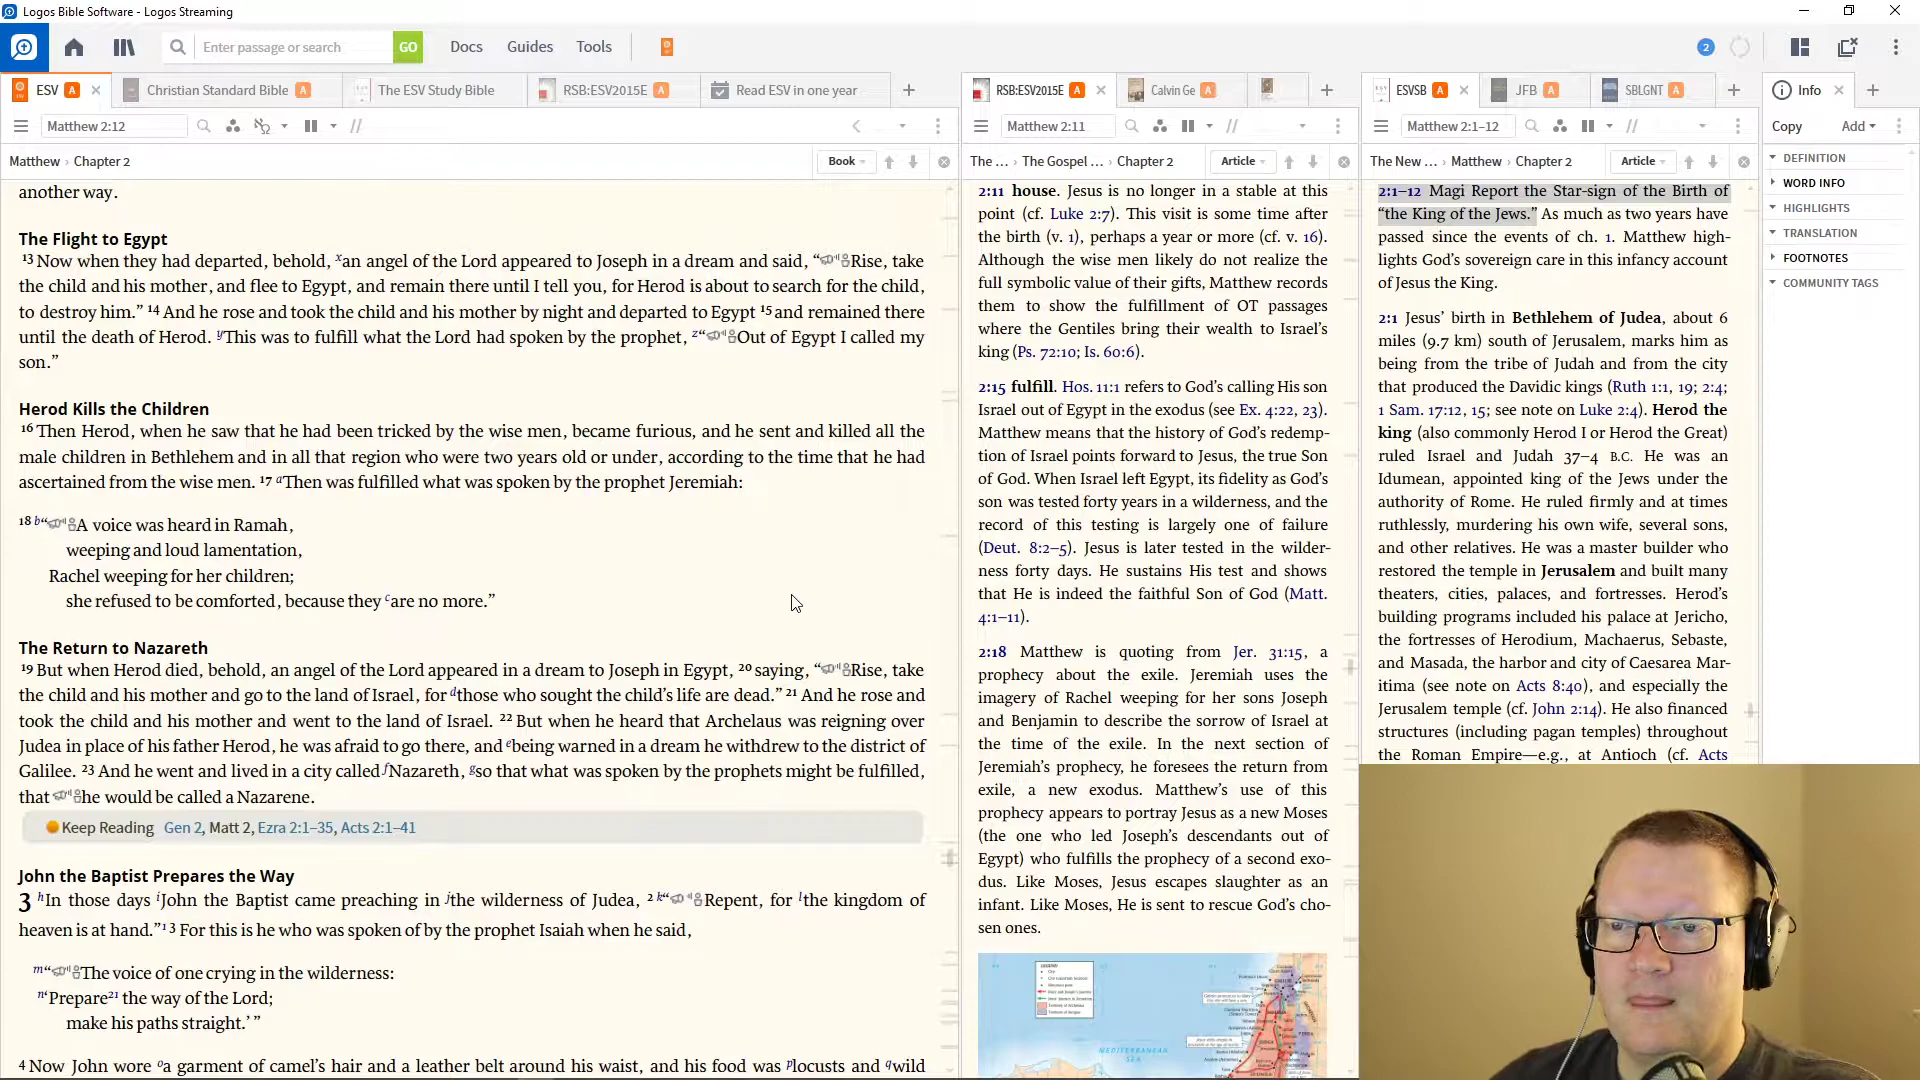 Logos Bible Software - Logos Streaming
Enter passage or search GO Docs Guides Tools 2
ESV A Christian Standard Bible A The ESV Study Bible RSB:ESV2015E A Read ESV in one year
Matthew 2:12
Matthew › Chapter 2 Book
another way.
The Flight to Egypt
13 Now when they had departed, behold, x an angel of the Lord appeared to Joseph in a dream and said, “Rise, take
the child and his mother, and flee to Egypt, and remain there until I tell you, for Herod is about to search for the child,
to destroy him.” 14 And he rose and took the child and his mother by night and departed to Egypt 15 and remained there
until the death of Herod. y This was to fulfill what the Lord had spoken by the prophet, z “Out of Egypt I called my
son.”
Herod Kills the Children
16 Then Herod, when he saw that he had been tricked by the wise men, became furious, and he sent and killed all the
male children in Bethlehem and in all that region who were two years old or under, according to the time that he had
ascertained from the wise men. 17 a Then was fulfilled what was spoken by the prophet Jeremiah:
18 b “A voice was heard in Ramah,
weeping and loud lamentation,
Rachel weeping for her children;
she refused to be comforted, because they c are no more.”
The Return to Nazareth
19 But when Herod died, behold, an angel of the Lord appeared in a dream to Joseph in Egypt, 20 saying, “Rise, take
the child and his mother and go to the land of Israel, for d those who sought the child’s life are dead.” 21 And he rose and
took the child and his mother and went to the land of Israel. 22 But when he heard that Archelaus was reigning over
Judea in place of his father Herod, he was afraid to go there, and e being warned in a dream he withdrew to the district of
Galilee. 23 And he went and lived in a city called f Nazareth, g so that what was spoken by the prophets might be fulfilled,
that he would be called a Nazarene.
Keep Reading Gen 2, Matt 2, Ezra 2:1–35, Acts 2:1–41
John the Baptist Prepares the Way
3 h In those days i John the Baptist came preaching in j the wilderness of Judea, 2 k “Repent, for l the kingdom of
heaven is at hand.” 1 3 For this is he who was spoken of by the prophet Isaiah when he said,
m “The voice of one crying in the wilderness:
n ‘Prepare 21 the way of the Lord;
make his paths straight.’ ”
4 Now John wore o a garment of camel’s hair and a leather belt around his waist, and his food was p locusts and q wild
RSB:ESV2015E A Calvin Ge A
Matthew 2:11
The ... › The Gospel ... › Chapter 2 Article
2:11 house. Jesus is no longer in a stable at this
point (cf. Luke 2:7). This visit is some time after
the birth (v. 1), perhaps a year or more (cf. v. 16).
Although the wise men likely do not realize the
full symbolic value of their gifts, Matthew records
them to show the fulfillment of OT passages
where the Gentiles bring their wealth to Israel’s
king (Ps. 72:10; Is. 60:6).
2:15 fulfill. Hos. 11:1 refers to God’s calling His son
Israel out of Egypt in the exodus (see Ex. 4:22, 23).
Matthew means that the history of God’s redemp-
tion of Israel points forward to Jesus, the true Son
of God. When Israel left Egypt, its fidelity as God’s
son was tested forty years in a wilderness, and the
record of this testing is largely one of failure
(Deut. 8:2–5). Jesus is later tested in the wilder-
ness forty days. He sustains His test and shows
that He is indeed the faithful Son of God (Matt.
4:1–11).
2:18 Matthew is quoting from Jer. 31:15, a
prophecy about the exile. Jeremiah uses the
imagery of Rachel weeping for her sons Joseph
and Benjamin to describe the sorrow of Israel at
the time of the exile. In the next section of
Jeremiah’s prophecy, he foresees the return from
exile, a new exodus. Matthew’s use of this
prophecy appears to portray Jesus as a new Moses
(the one who led Joseph’s descendants out of
Egypt) who fulfills the prophecy of a second exo-
dus. Like Moses, Jesus escapes slaughter as an
infant. Like Moses, He is sent to rescue God’s cho-
sen ones.
MEDITERRANEAN
SEA
ESVSB A JFB A SBLGNT A
Matthew 2:1–12
The New ... › Matthew › Chapter 2 Article
2:1–12 Magi Report the Star-sign of the Birth of
“the King of the Jews.” As much as two years have
passed since the events of ch. 1. Matthew high-
lights God’s sovereign care in this infancy account
of Jesus the King.
2:1 Jesus’ birth in Bethlehem of Judea, about 6
miles (9.7 km) south of Jerusalem, marks him as
being from the tribe of Judah and from the city
that produced the Davidic kings (Ruth 1:1, 19; 2:4;
1 Sam. 17:12, 15; see note on Luke 2:4). Herod the
king (also commonly Herod I or Herod the Great)
ruled Israel and Judah 37–4 B.C. He was an
Idumean, appointed king of the Jews under the
authority of Rome. He ruled firmly and at times
ruthlessly, murdering his own wife, several sons,
and other relatives. He was a master builder who
restored the temple in Jerusalem and built many
theaters, cities, palaces, and fortresses. Herod’s
building programs included his palace at Jericho,
the fortresses of Herodium, Machaerus, Sebaste,
and Masada, the harbor and city of Caesarea Mar-
itima (see note on Acts 8:40), and especially the
Jerusalem temple (cf. John 2:14). He also financed
structures (including pagan temples) throughout
the Roman Empire—e.g., at Antioch (cf. Acts
Info
Copy Add
DEFINITION
WORD INFO
HIGHLIGHTS
TRANSLATION
FOOTNOTES
COMMUNITY TAGS